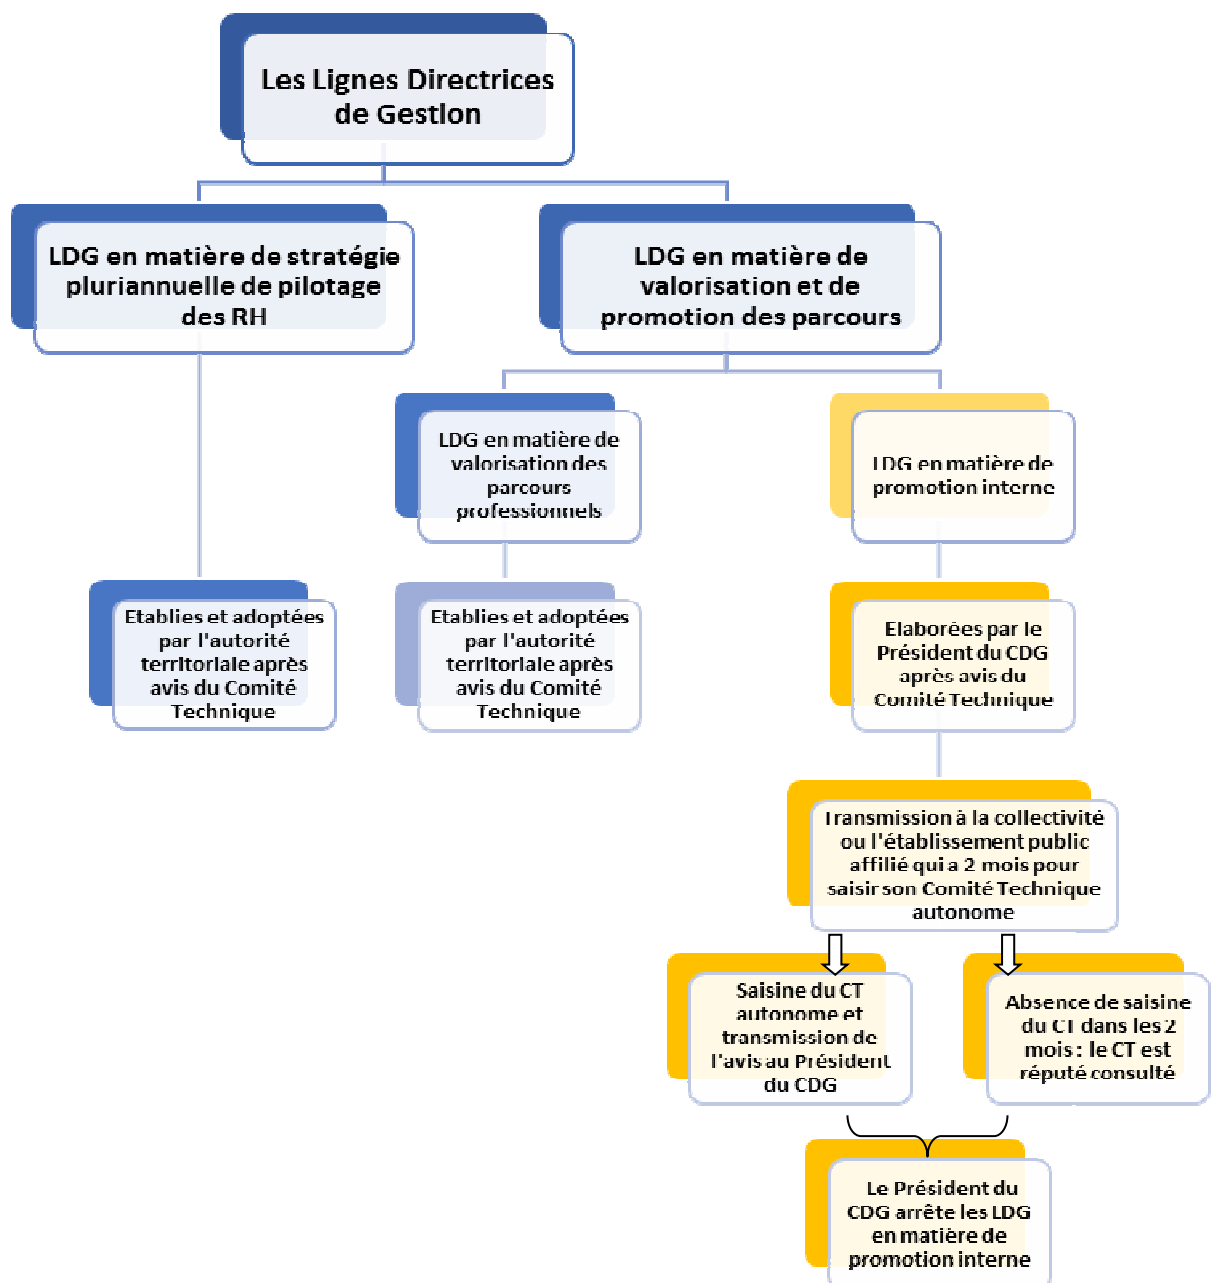 Les Lignes Directrices
de Gestion
LDG en matière de stratégie
pluriannuelle de pilotage
des RH
LDG en matière de
valorisation et de
promotion des parcours
LDG en matière de
valorisation des
parcours
professionnels
LDG en matière de
promotion interne
Etablies et adoptées
par l'autorité
territoriale après
avis du Comité
Technique
Etablies et adoptées
par l'autorité
territoriale après
avis du Comité
Technique
Elaborées par le
Président du CDG
après avis du
Comité Technique
Transmission à la collectivité
ou l'établissement public
affilié qui a 2 mois pour
saisir son Comité Technique
autonome
Saisine du CT
autonome et
transmission de
l'avis au Président
du CDG
Absence de saisine
du CT dans les 2
mois : le CT est
réputé consulté
Le Président du
CDG arrête les LDG
en matière de
promotion interne